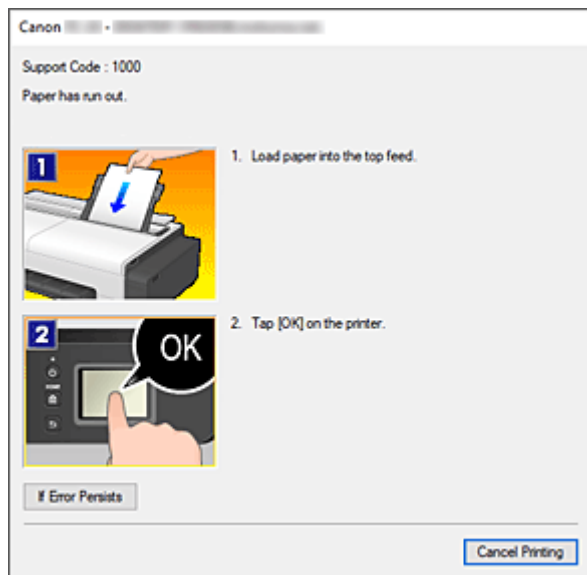 Canon -
Support Code : 1000
Paper has run out.
1
1. Load paper into the top feed.
2
OK
2. Tap [OK] on the printer.
If Error Persists
Cancel Printing